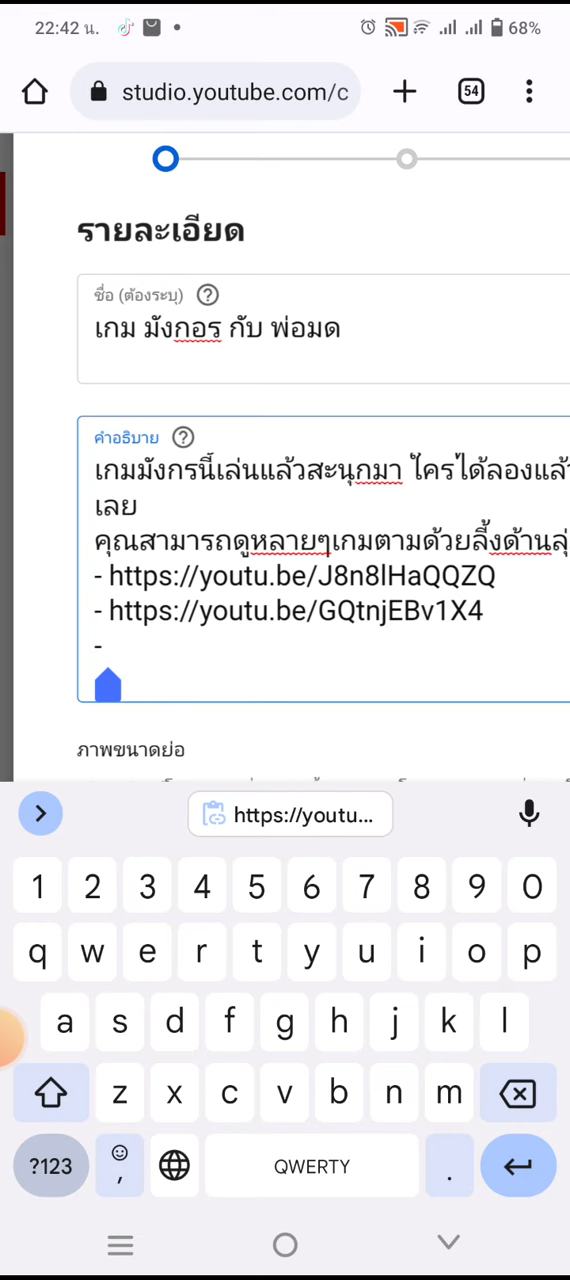 22:42 น.
68%
studio.youtube.com/c
54
รายละเอียด
ชื่อ (ต้องระบุ)
เกม มังกอร กับ พ่อมด
คำอธิบาย
เกมมังกรนี้เล่นแล้วสะนุกมา ใครได้ลองแล้ว
เลย
คุณสามารถดูหลายๆเกมตามด้วยลิ้งด้านลุ่
- https://youtu.be/J8n8lHaQQZQ
- https://youtu.be/GQtnjEBv1X4
-
ภาพขนาดย่อ
https://youtu...
1 2 3 4 5 6 7 8 9 0
q w e r t y u i o p
a s d f g h j k l
z x c v b n m
?123 , QWERTY .